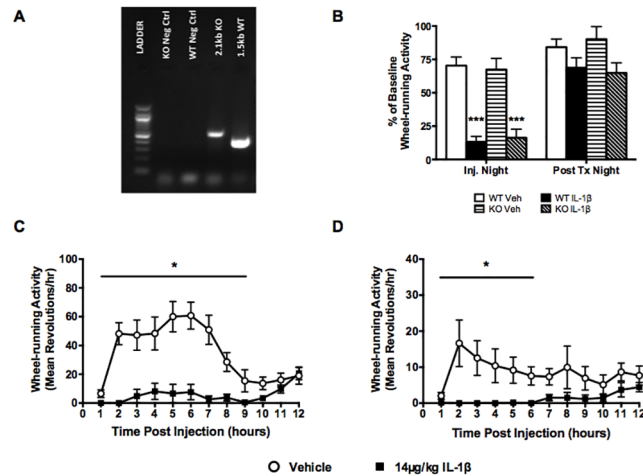 A
LADDER
KO Neg Ctrl
WT Neg Ctrl
2.1kb KO
1.5kb WT
B
% of Baseline
Wheel-running Activity
100
75
50
25
0
***
***
Inj. Night
Post Tx Night
WT Veh
WT IL-1β
KO Veh
KO IL-1β
C
Wheel-running Activity
(Mean Revolutions/hr)
100
80
60
40
20
0
*
1 2 3 4 5 6 7 8 9 10 11 12
Time Post Injection (hours)
D
Wheel-running Activity
(Mean Revolutions/hr)
40
30
20
10
0
*
1 2 3 4 5 6 7 8 9 10 11 12
Time Post Injection (hours)
Vehicle
14µg/kg IL-1β